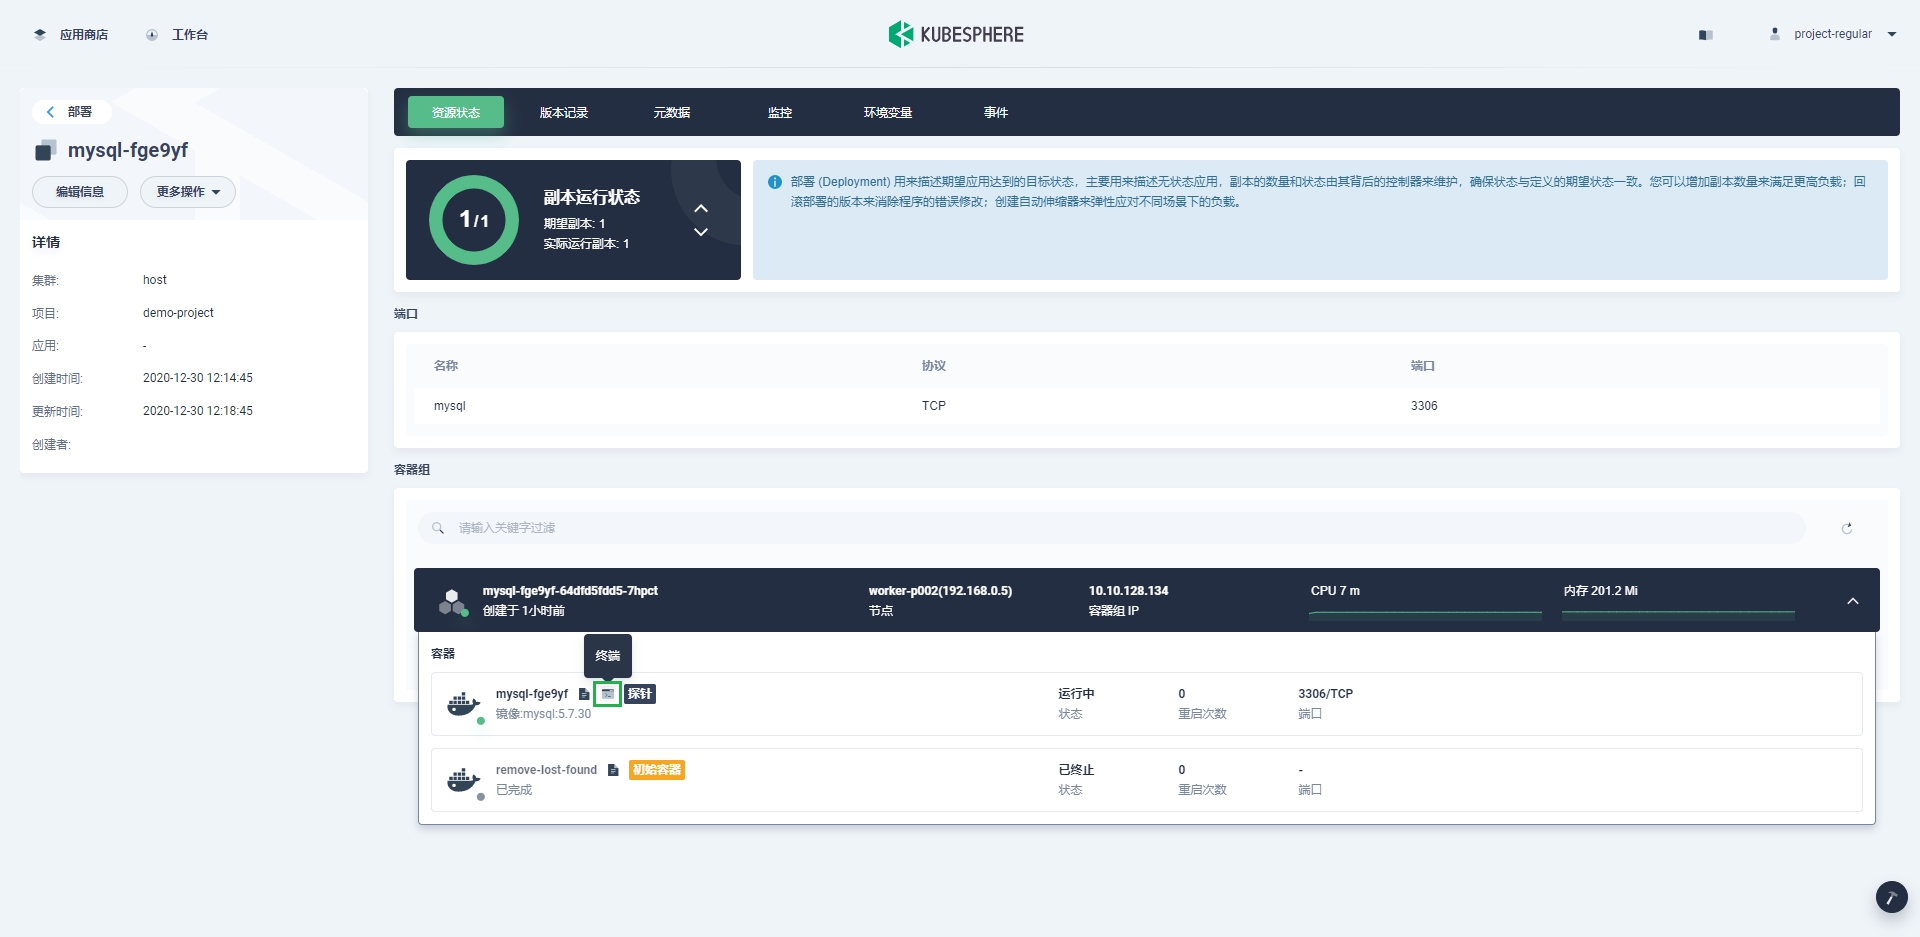 应用商店
工作台
KUBESPHERE
project-regular
部署
mysql-fge9yf
编辑信息
更多操作
详情
集群: host
项目: demo-project
应用: -
创建时间: 2020-12-30 12:14:45
更新时间: 2020-12-30 12:18:45
创建者:
资源状态 版本记录 元数据 监控 环境变量 事件
1/1
副本运行状态
期望副本: 1
实际运行副本: 1
部署 (Deployment) 用来描述期望应用达到的目标状态，主要用来描述无状态应用，副本的数量和状态由其背后的控制器来维护，确保状态与定义的期望状态一致。您可以增加副本数量来满足更高负载；回
滚部署的版本来消除程序的错误修改；创建自动伸缩器来弹性应对不同场景下的负载。
端口
名称 协议 端口
mysql TCP 3306
容器组
请输入关键字过滤
mysql-fge9yf-64dfd5fdd5-7hpct worker-p002(192.168.0.5) 10.10.128.134 CPU 7 m 内存 201.2 Mi
创建于 1小时前 节点 容器组 IP
容器
终端
mysql-fge9yf 探针 运行中 0 3306/TCP
镜像:mysql:5.7.30 状态 重启次数 端口
remove-lost-found 初始容器 已终止 0 -
已完成 状态 重启次数 端口